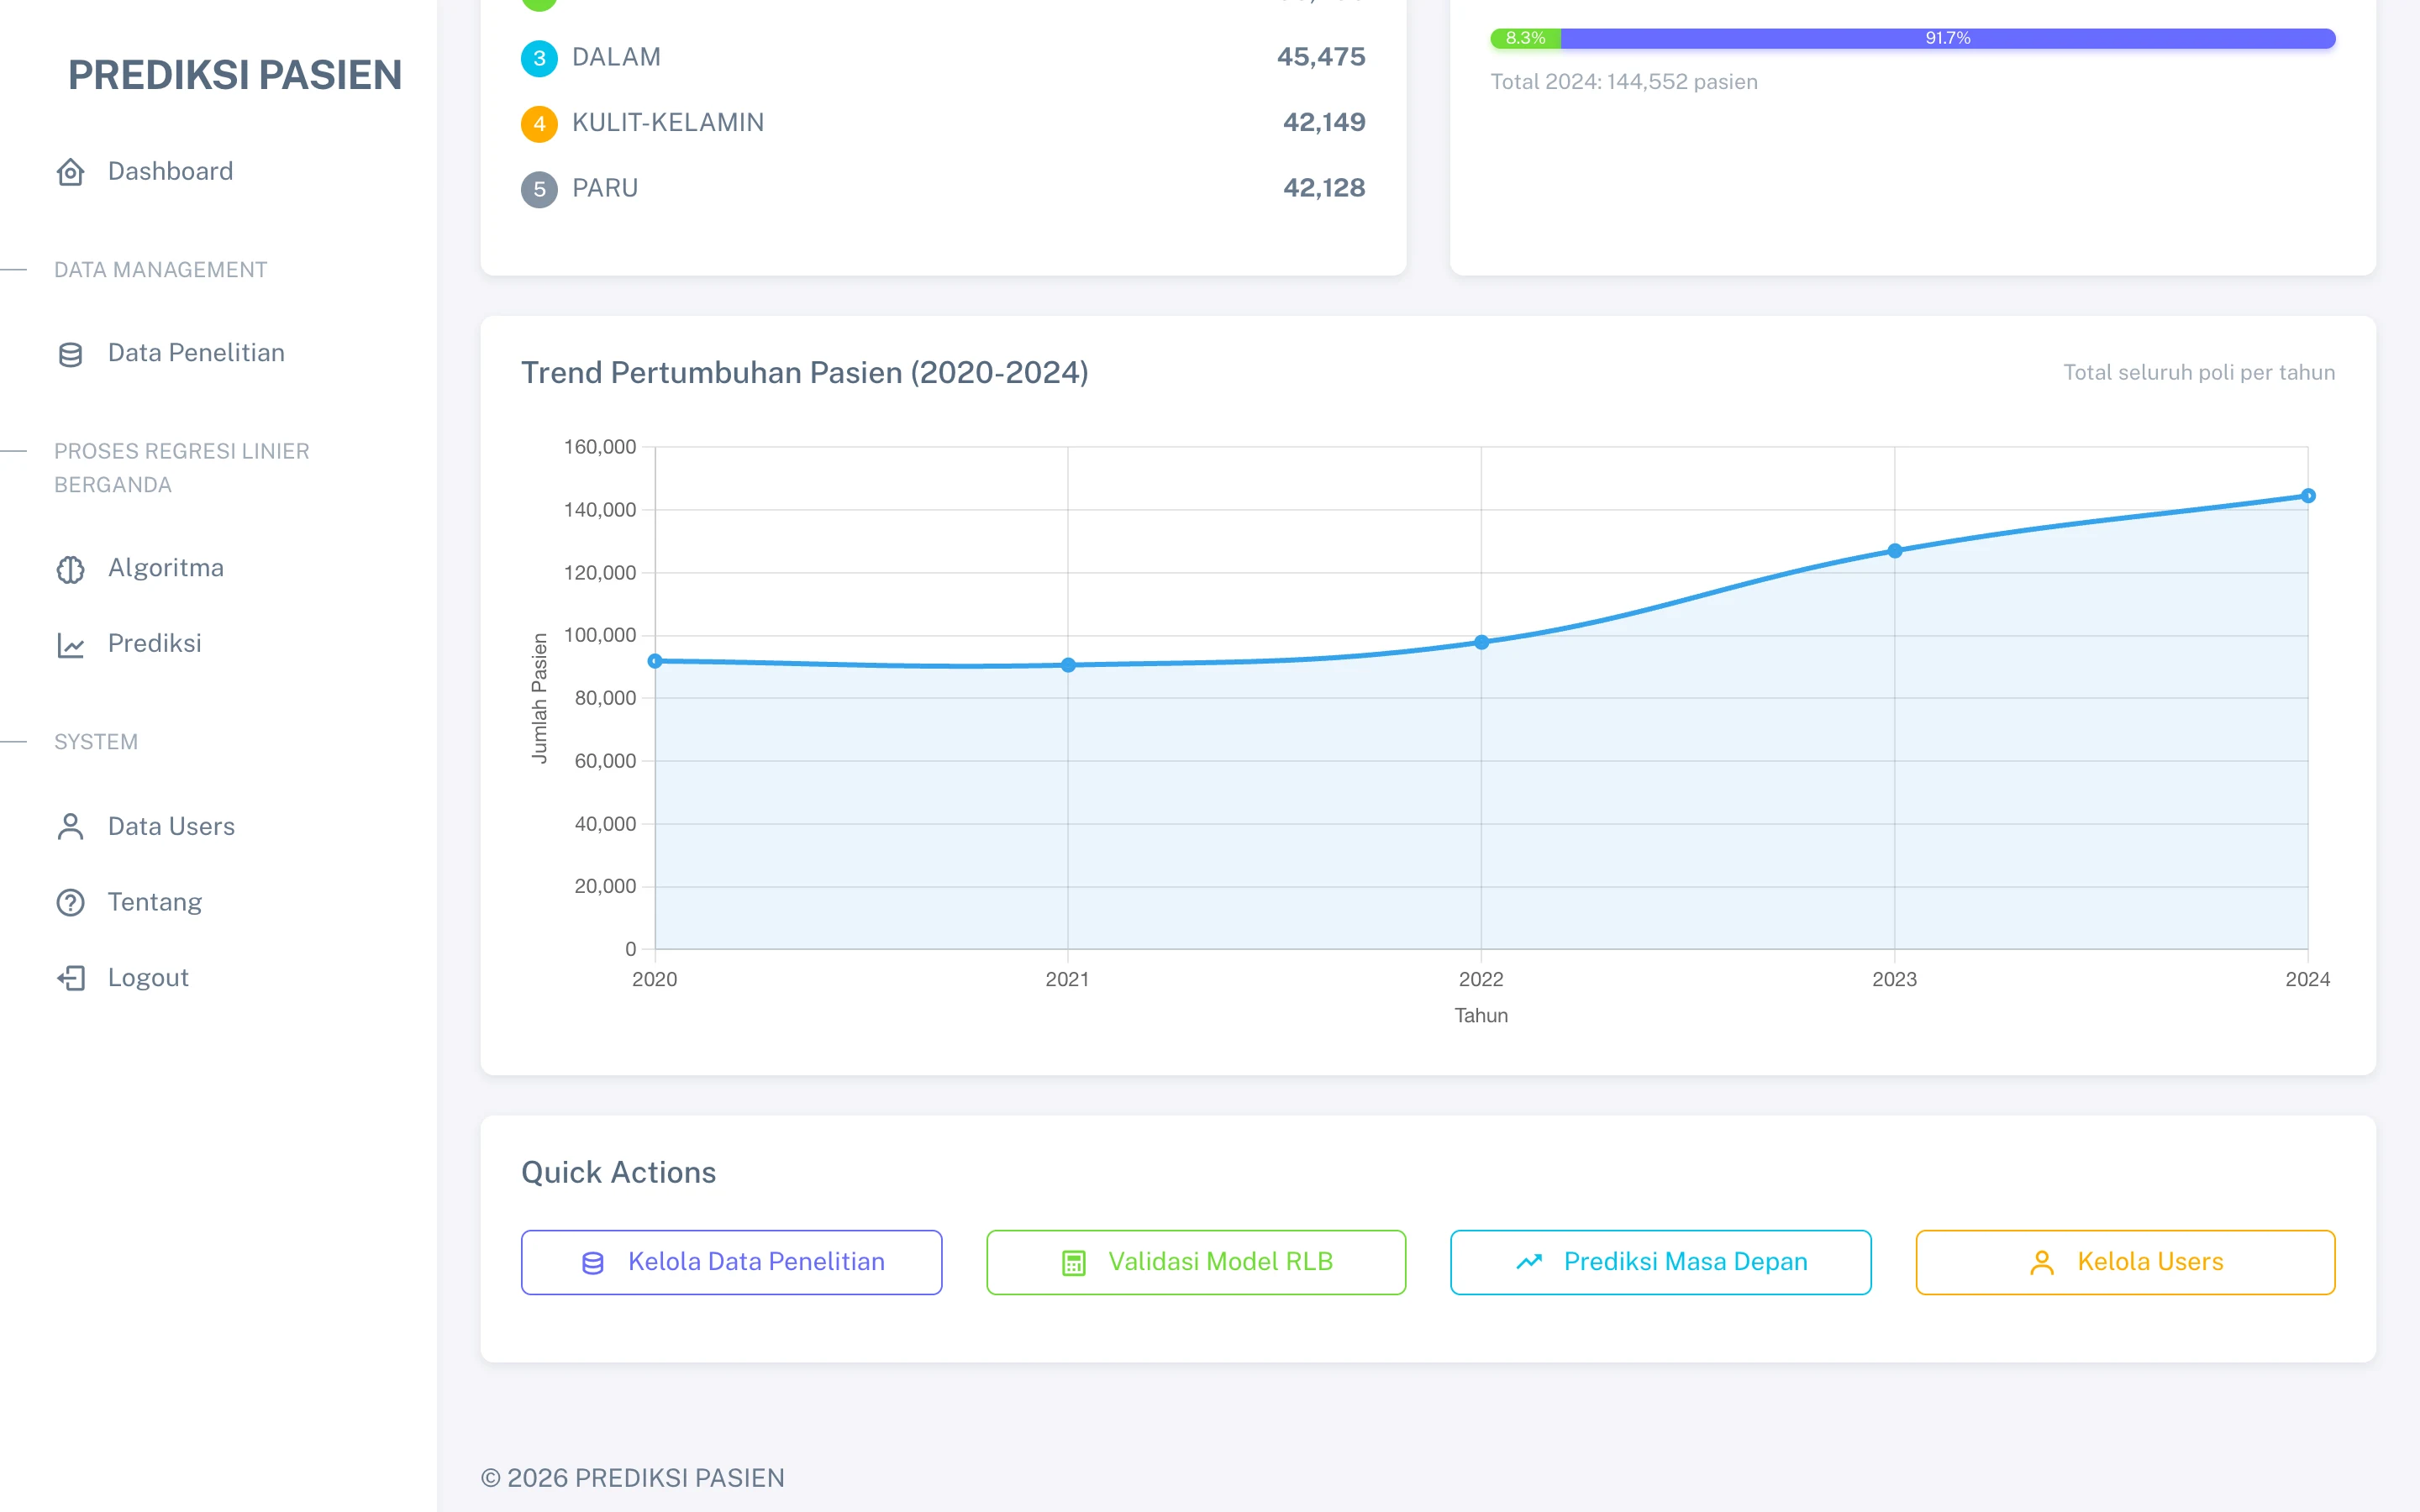 PREDIKSI PASIEN
Dashboard
DATA MANAGEMENT
Data Penelitian
PROSES REGRESI LINIER
BERGANDA
Algoritma
Prediksi
SYSTEM
Data Users
Tentang
Logout
3 DALAM 45,475
4 KULIT-KELAMIN 42,149
5 PARU 42,128
8.3% 91.7%
Total 2024: 144,552 pasien
Trend Pertumbuhan Pasien (2020-2024)
Total seluruh poli per tahun
160,000
140,000
120,000
100,000
80,000
60,000
40,000
20,000
0
Jumlah Pasien
2020 2021 2022 2023 2024
Tahun
Quick Actions
Kelola Data Penelitian
Validasi Model RLB
Prediksi Masa Depan
Kelola Users
© 2026 PREDIKSI PASIEN